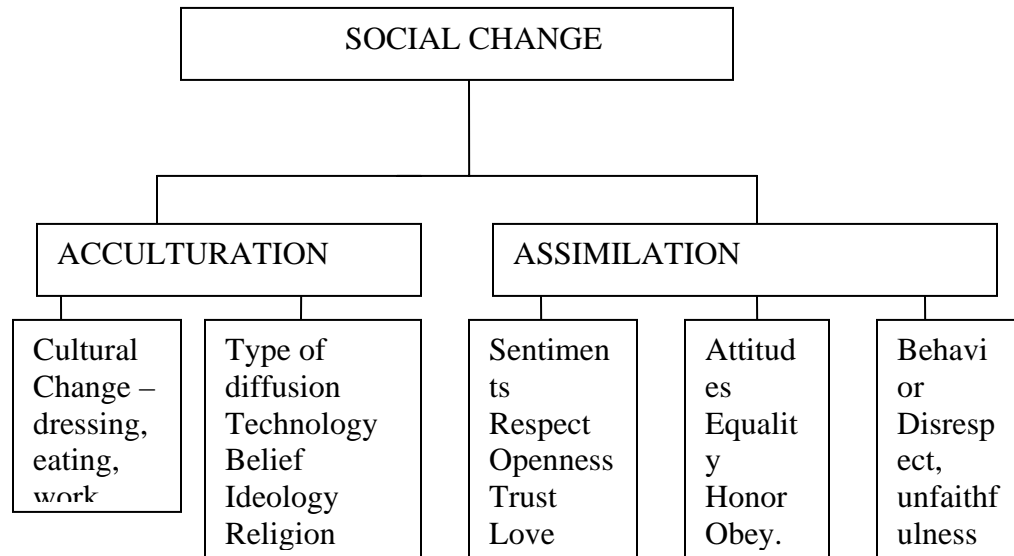 SOCIAL CHANGE
ACCULTURATION
ASSIMILATION
Cultural
Change –
dressing,
eating,
work
Type of
diffusion
Technology
Belief
Ideology
Religion
Sentimen
ts
Respect
Openness
Trust
Love
Attitud
es
Equalit
y
Honor
Obey.
Behavi
or
Disresp
ect,
unfaithf
ulness